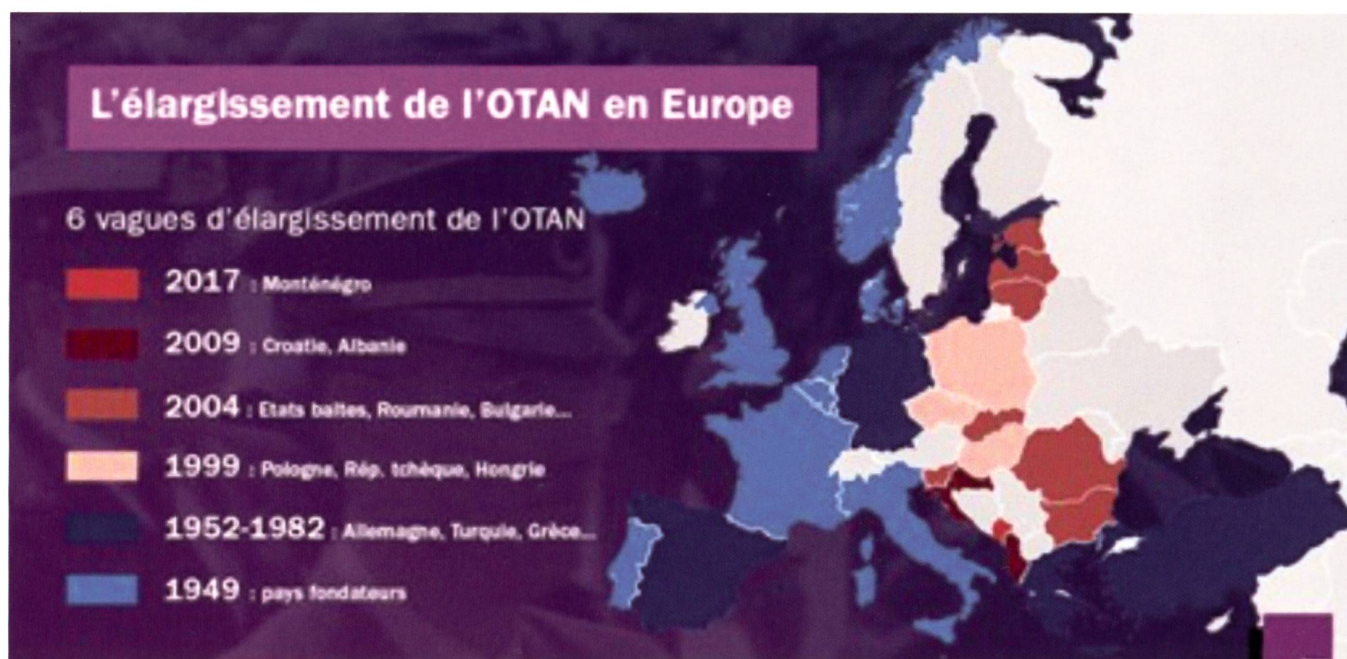 L'élargissement de l'OTAN en Europe
6 vagues d'élargissement de l'OTAN
2017 : Monténégro
2009 : Croatie, Albanie
2004 : Etats baltes, Roumanie, Bulgarie...
1999 : Pologne, Rép. tchèque, Hongrie
1952-1982 : Allemagne, Turquie, Grèce...
1949 : pays fondateurs